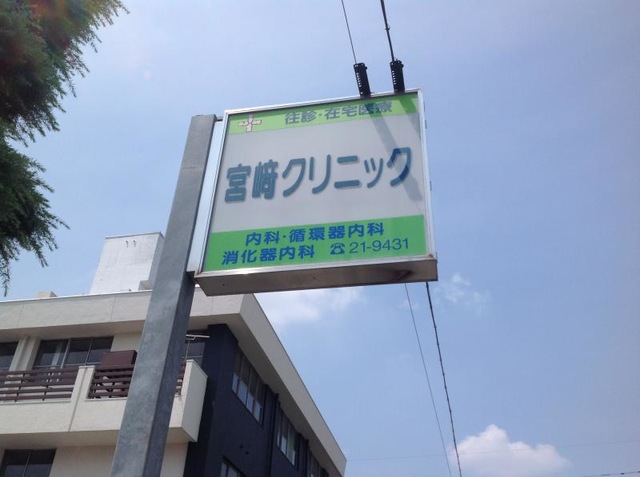 往診・在宅医療
宮﨑クリニック
内科・循環器内科
消化器内科 ☎21-9431